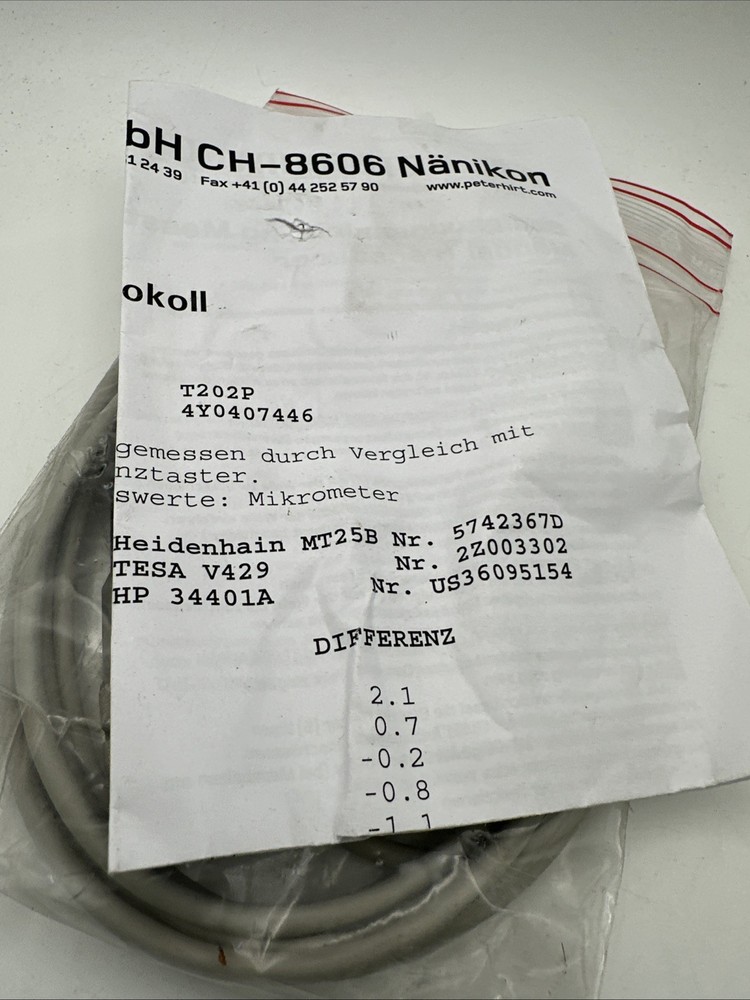 bH CH-8606 Nänikon
1 24 39 Fax +41 (0) 44 252 57 90 www.peterhirt.com
okoll
T202P
4Y0407446
gemessen durch Vergleich mit
nztaster.
swerte: Mikrometer
Heidenhain MT25B Nr. 5742367D
TESA V429 Nr. 2Z003302
HP 34401A Nr. US36095154
DIFFERENZ
2.1
0.7
-0.2
-0.8
-1.1